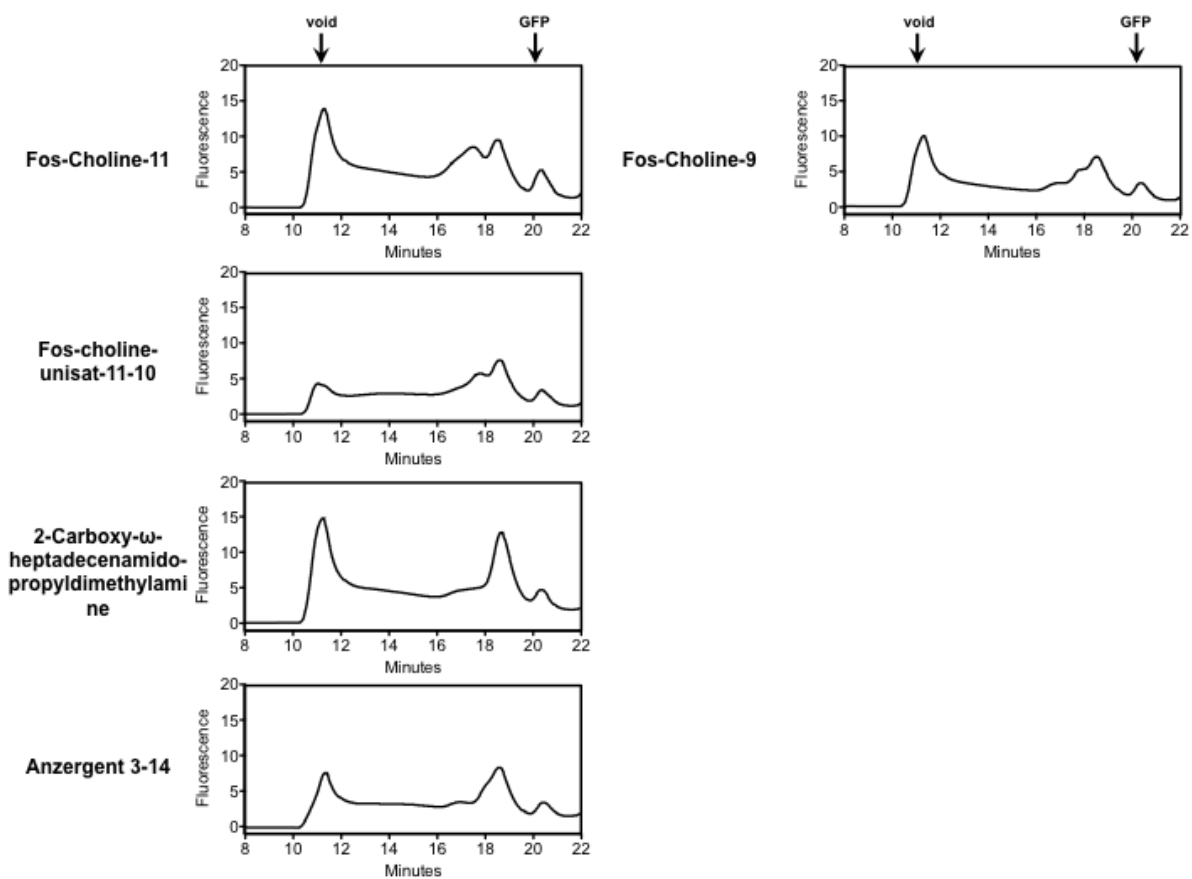 void
GFP
Fos-Choline-11
Fluorescence
20
15
10
5
0
8 10 12 14 16 18 20 22
Minutes
void
GFP
Fos-Choline-9
Fluorescence
20
15
10
5
0
8 10 12 14 16 18 20 22
Minutes
Fos-choline-
unisat-11-10
Fluorescence
20
15
10
5
0
8 10 12 14 16 18 20 22
Minutes
2-Carboxy-ω-
heptadecenamido-
propyldimethylami
ne
Fluorescence
20
15
10
5
0
8 10 12 14 16 18 20 22
Minutes
Anzergent 3-14
Fluorescence
20
15
10
5
0
8 10 12 14 16 18 20 22
Minutes